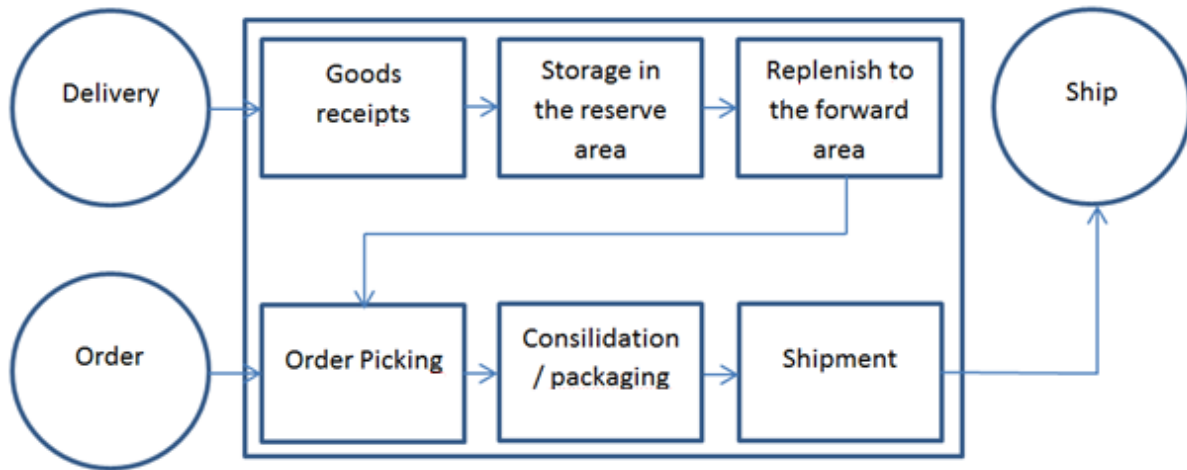 Delivery
Goods
receipts
Storage in
the reserve
area
Replenish to
the forward
area
Ship
Order
Order Picking
Consilidation
/ packaging
Shipment